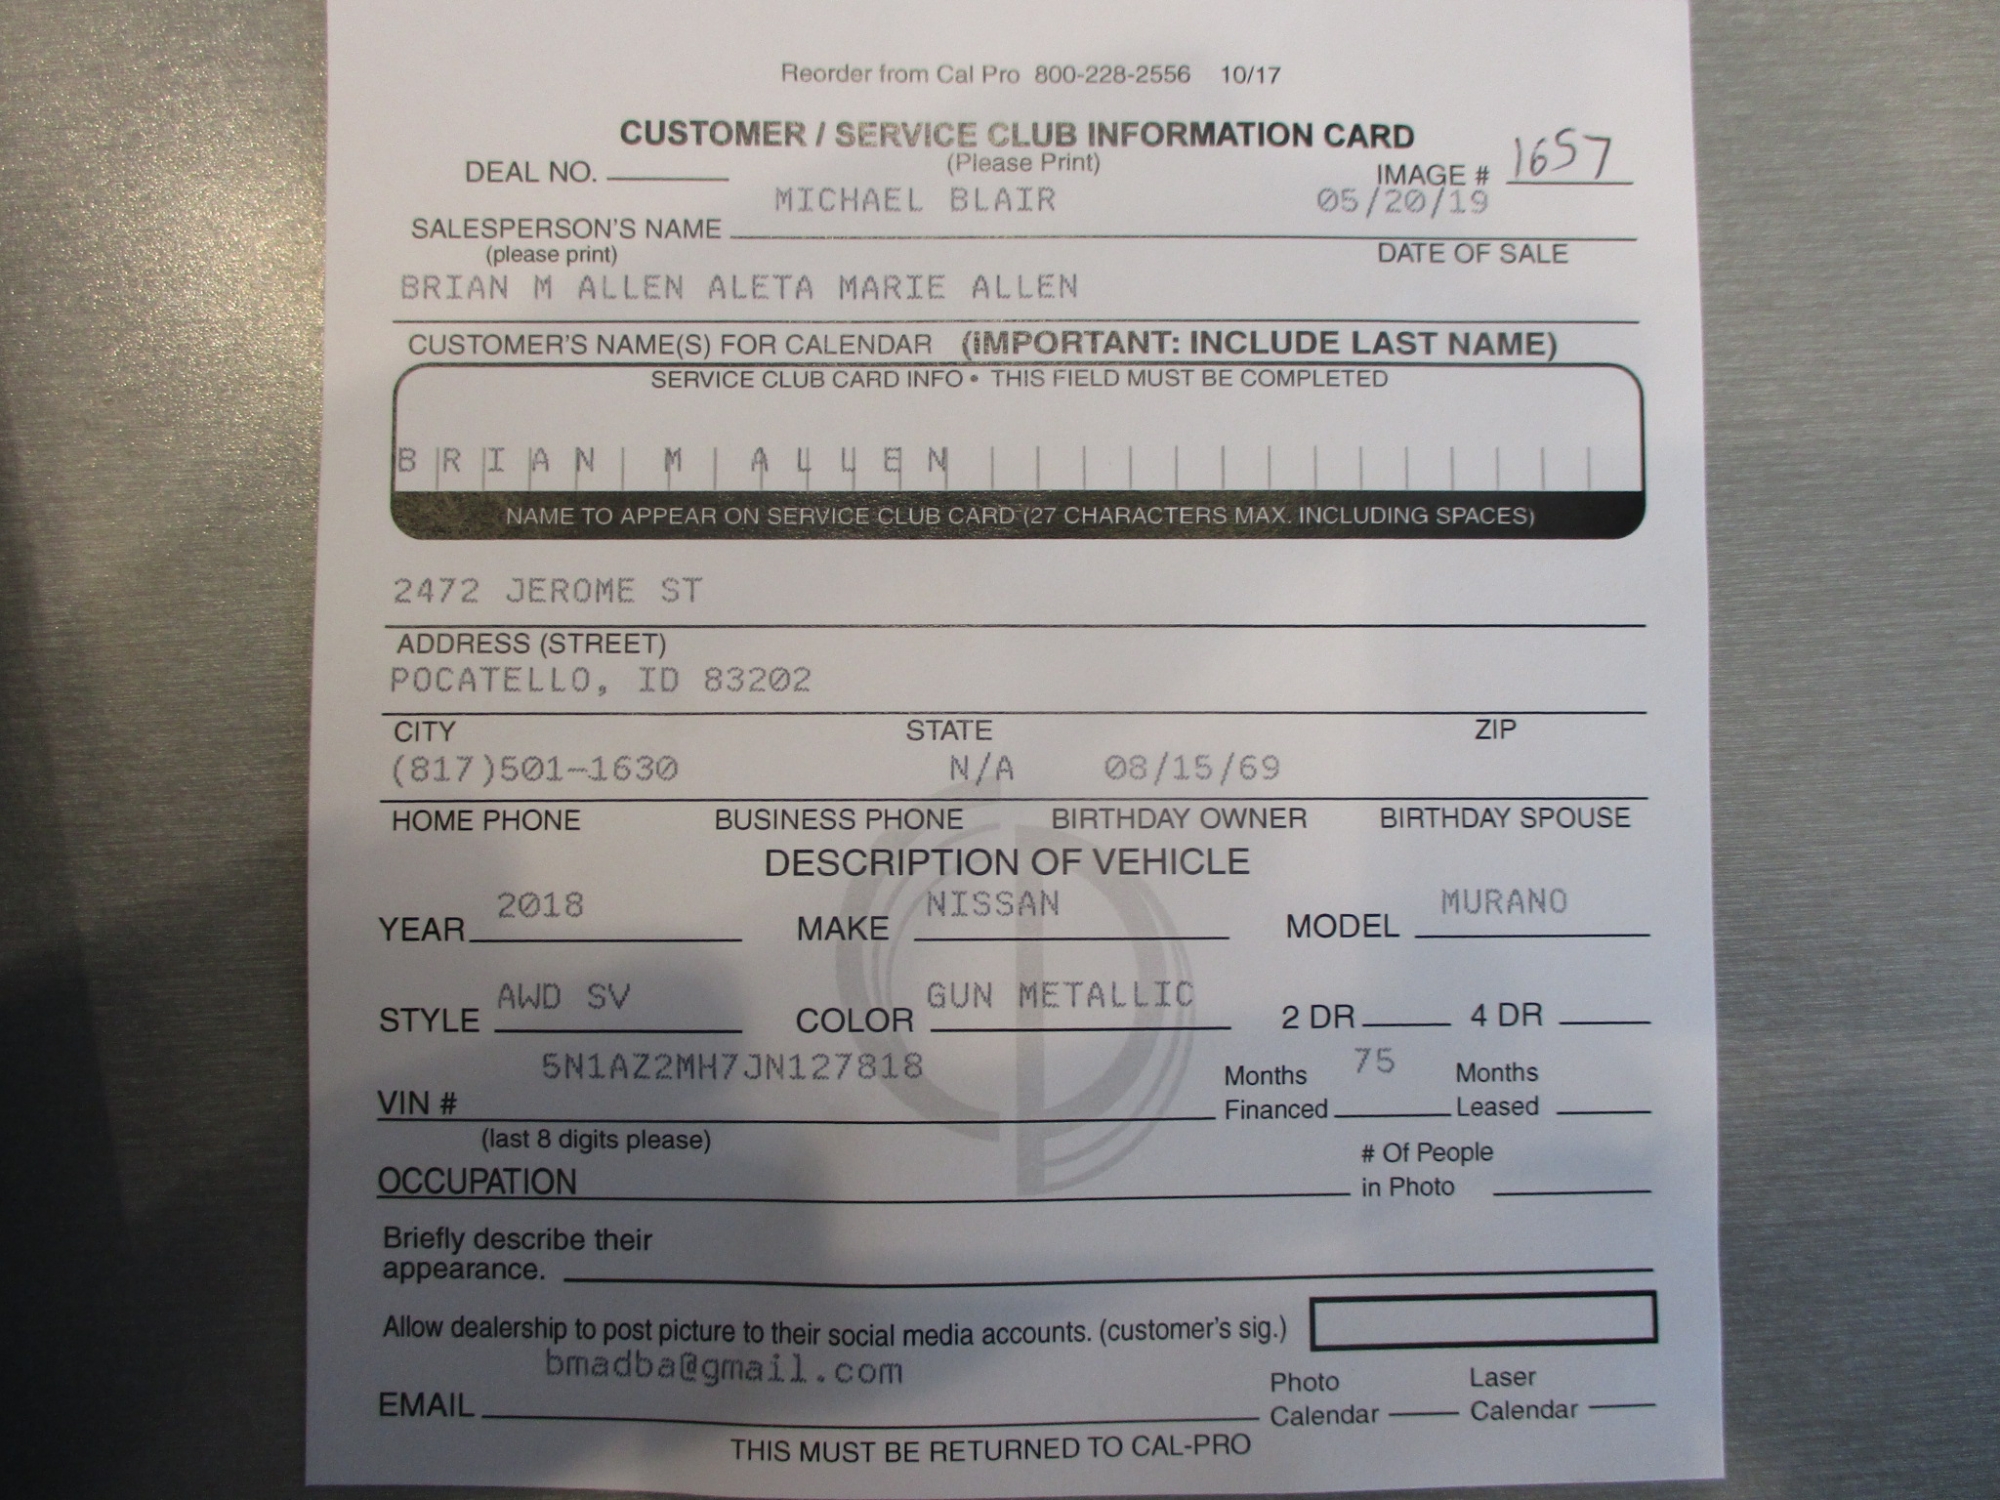 Reorder from Cal Pro 800-228-2556 10/17
CUSTOMER / SERVICE CLUB INFORMATION CARD
DEAL NO. (Please Print) IMAGE # 1657
MICHAEL BLAIR 05/20/19
SALESPERSON'S NAME
(please print) DATE OF SALE
BRIAN M ALLEN ALETA MARIE ALLEN
CUSTOMER'S NAME(S) FOR CALENDAR (IMPORTANT: INCLUDE LAST NAME)
SERVICE CLUB CARD INFO • THIS FIELD MUST BE COMPLETED
BRIAN M ALLEN
NAME TO APPEAR ON SERVICE CLUB CARD (27 CHARACTERS MAX. INCLUDING SPACES)
2472 JEROME ST
ADDRESS (STREET)
POCATELLO, ID 83202
CITY STATE ZIP
(817)501-1630 N/A 08/15/69
HOME PHONE BUSINESS PHONE BIRTHDAY OWNER BIRTHDAY SPOUSE
DESCRIPTION OF VEHICLE
YEAR 2018 MAKE NISSAN MODEL MURANO
STYLE AWD SV COLOR GUN METALLIC 2 DR 4 DR
5N1AZ2MH7JN127818 Months 75 Months
VIN # Financed Leased
(last 8 digits please) # Of People
OCCUPATION in Photo
Briefly describe their
appearance.
Allow dealership to post picture to their social media accounts. (customer's sig.)
bmadba@gmail.com Photo Laser
EMAIL Calendar Calendar
THIS MUST BE RETURNED TO CAL-PRO